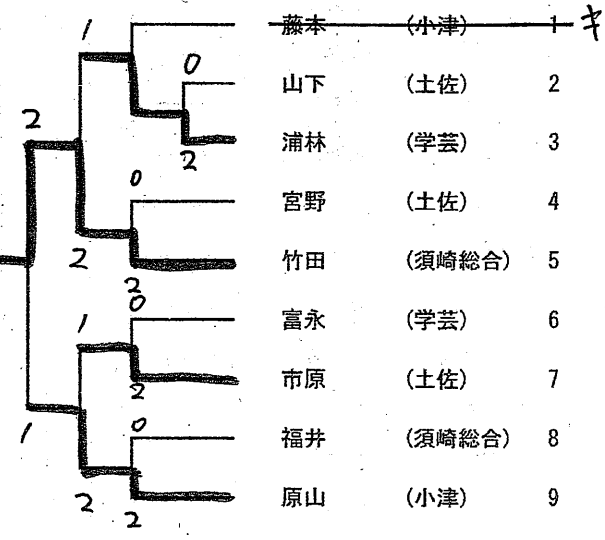 藤本 (小津) 1 キ
1
0
山下 (土佐) 2
2
浦林 (学芸) 3
2
0
宮野 (土佐) 4
2
竹田 (須崎総合) 5
2
0
富永 (学芸) 6
1
市原 (土佐) 7
2
0
福井 (須崎総合) 8
1
原山 (小津) 9
2
2